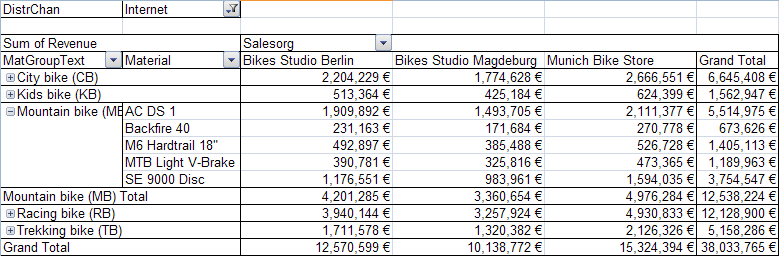 DistrChan Internet
Sum of Revenue Salesorg
MatGroupText Material Bikes Studio Berlin Bikes Studio Magdeburg Munich Bike Store Grand Total
City bike (CB) 2,204,229 € 1,774,628 € 2,666,551 € 6,645,408 €
Kids bike (KB) 513,364 € 425,184 € 624,399 € 1,562,947 €
Mountain bike (MB AC DS 1 1,909,892 € 1,493,705 € 2,111,377 € 5,514,975 €
Backfire 40 231,163 € 171,684 € 270,778 € 673,626 €
M6 Hardtrail 18" 492,897 € 385,488 € 526,728 € 1,405,113 €
MTB Light V-Brake 390,781 € 325,816 € 473,365 € 1,189,963 €
SE 9000 Disc 1,176,551 € 983,961 € 1,594,035 € 3,754,547 €
Mountain bike (MB) Total 4,201,285 € 3,360,654 € 4,976,284 € 12,538,224 €
Racing bike (RB) 3,940,144 € 3,257,924 € 4,930,833 € 12,128,900 €
Trekking bike (TB) 1,711,578 € 1,320,382 € 2,126,326 € 5,158,286 €
Grand Total 12,570,599 € 10,138,772 € 15,324,394 € 38,033,765 €